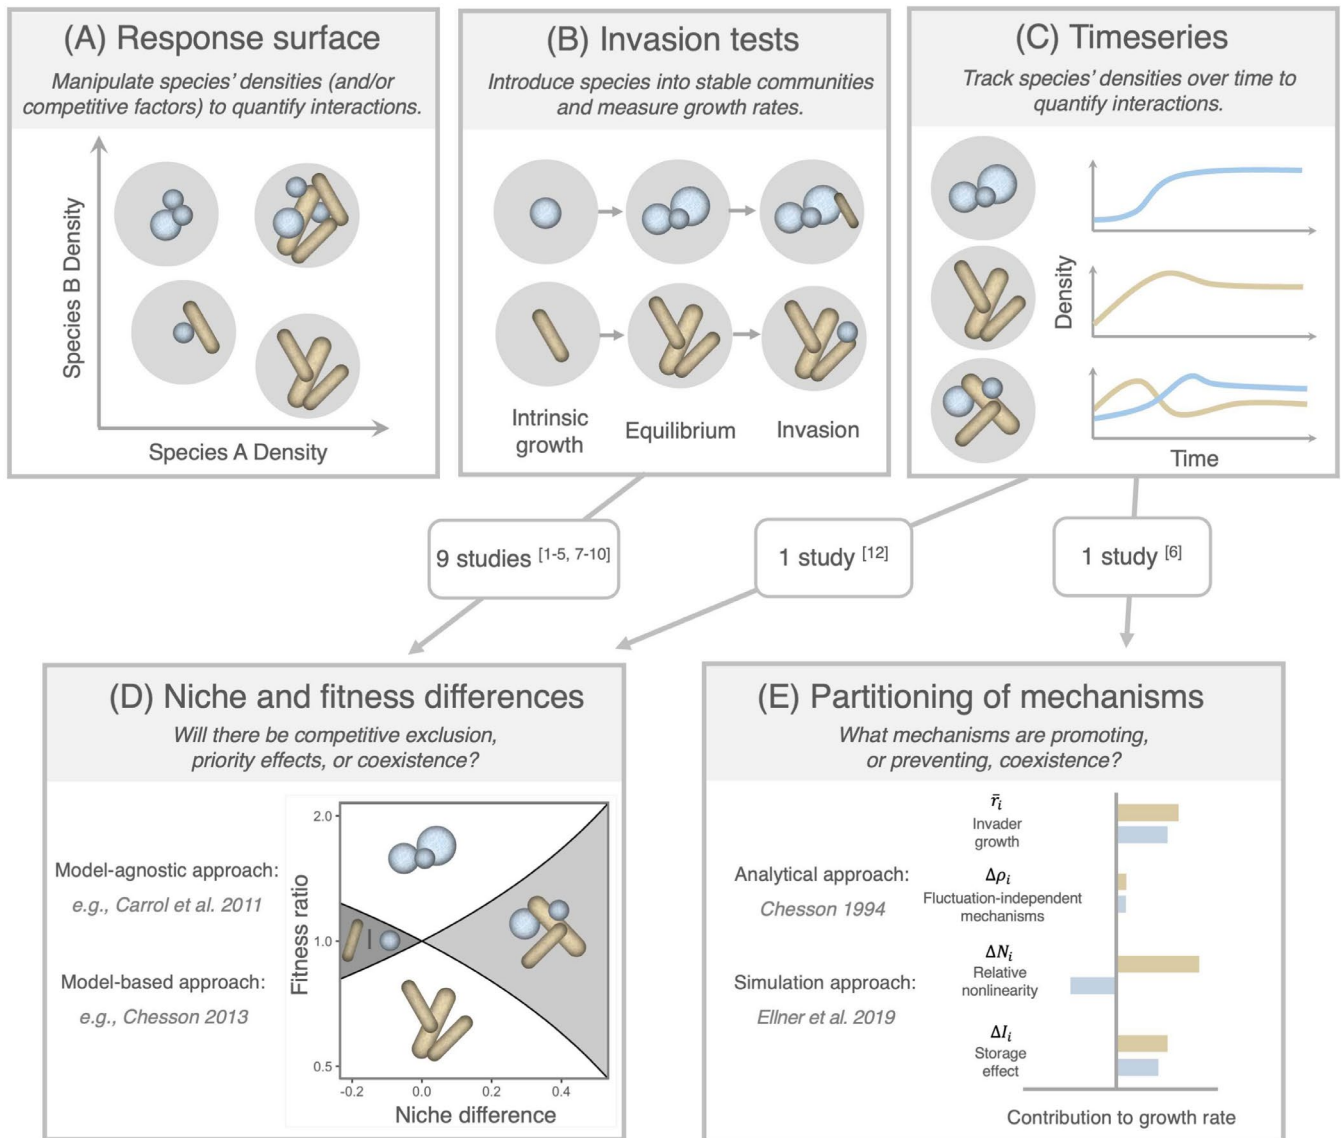 (A) Response surface
Manipulate species' densities (and/or
competitive factors) to quantify interactions.
Species B Density
Species A Density
(B) Invasion tests
Introduce species into stable communities
and measure growth rates.
Intrinsic
growth
Equilibrium
Invasion
(C) Timeseries
Track species' densities over time to
quantify interactions.
Density
Time
9 studies [1-5, 7-10]
1 study [12]
1 study [6]
(D) Niche and fitness differences
Will there be competitive exclusion,
priority effects, or coexistence?
Model-agnostic approach:
e.g., Carrol et al. 2011
Model-based approach:
e.g., Chesson 2013
Fitness ratio
2.0
1.0
0.5
-0.2 0.0 0.2 0.4
Niche difference
(E) Partitioning of mechanisms
What mechanisms are promoting,
or preventing, coexistence?
Analytical approach:
Chesson 1994
Simulation approach:
Ellner et al. 2019
r̄ᵢ
Invader
growth
Δρᵢ
Fluctuation-independent
mechanisms
ΔNᵢ
Relative
nonlinearity
ΔIᵢ
Storage
effect
Contribution to growth rate